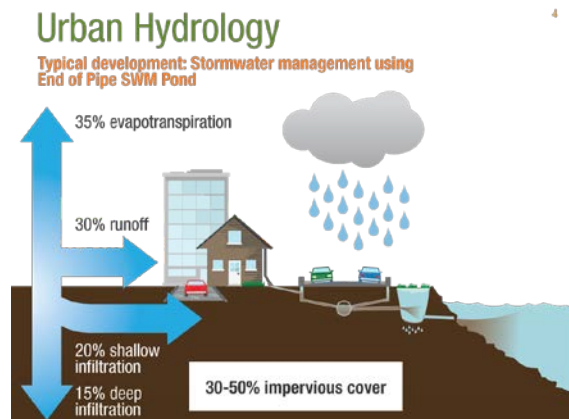 4
Urban Hydrology
Typical development: Stormwater management using
End of Pipe SWM Pond
35% evapotranspiration
30% runoff
20% shallow
infiltration
15% deep
infiltration
30-50% impervious cover